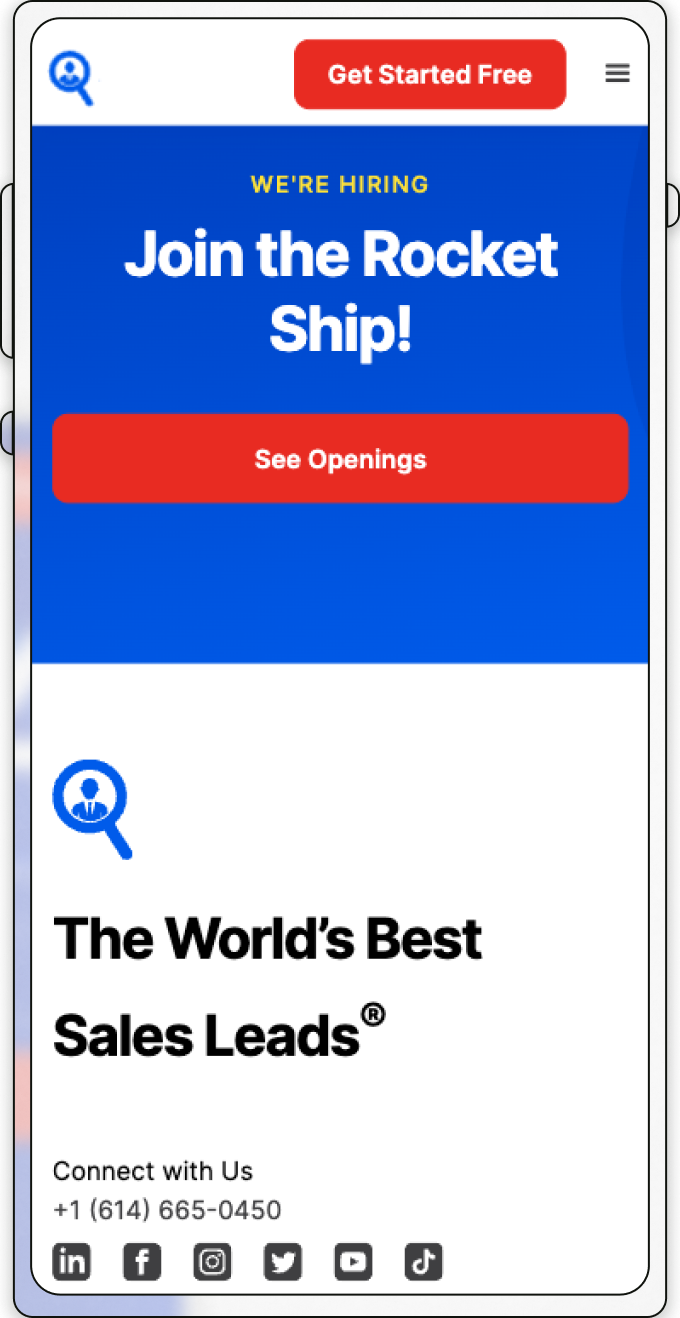 Get Started Free
WE'RE HIRING
Join the Rocket
Ship!
See Openings
The World’s Best
Sales Leads®
Connect with Us
+1 (614) 665-0450